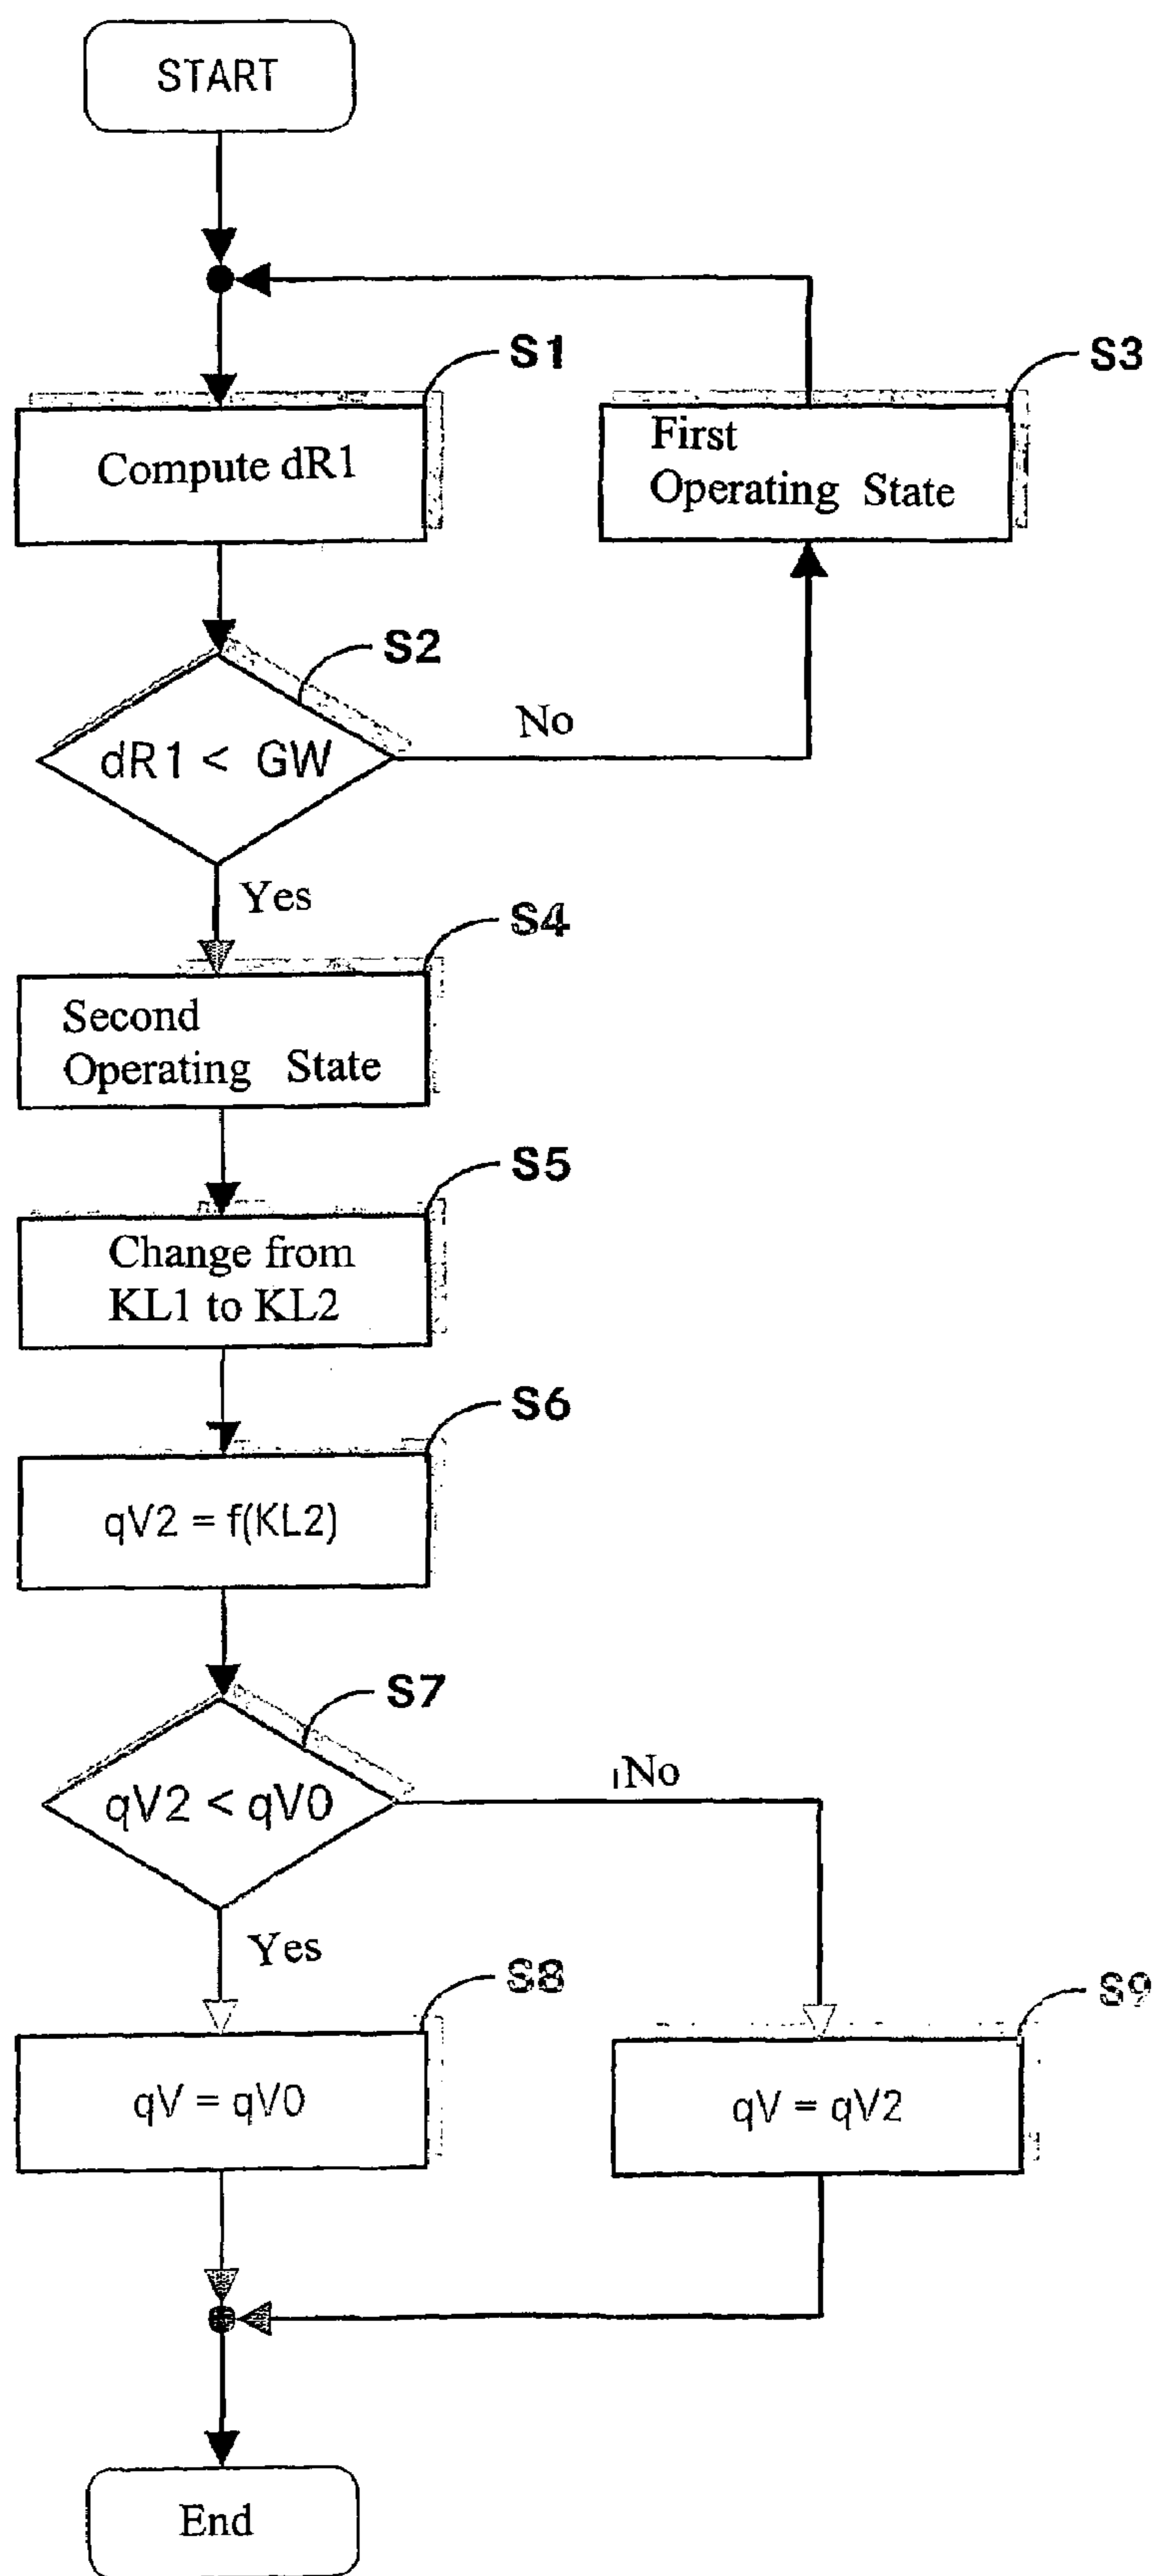 START
S1
S3
Compute dR1
First
Operating State
S2
dR1 < GW
No
Yes
S4
Second
Operating State
S5
Change from
KL1 to KL2
S6
qV2 = f(KL2)
S7
qV2 < qV0
No
Yes
S8
S9
qV = qV0
qV = qV2
End